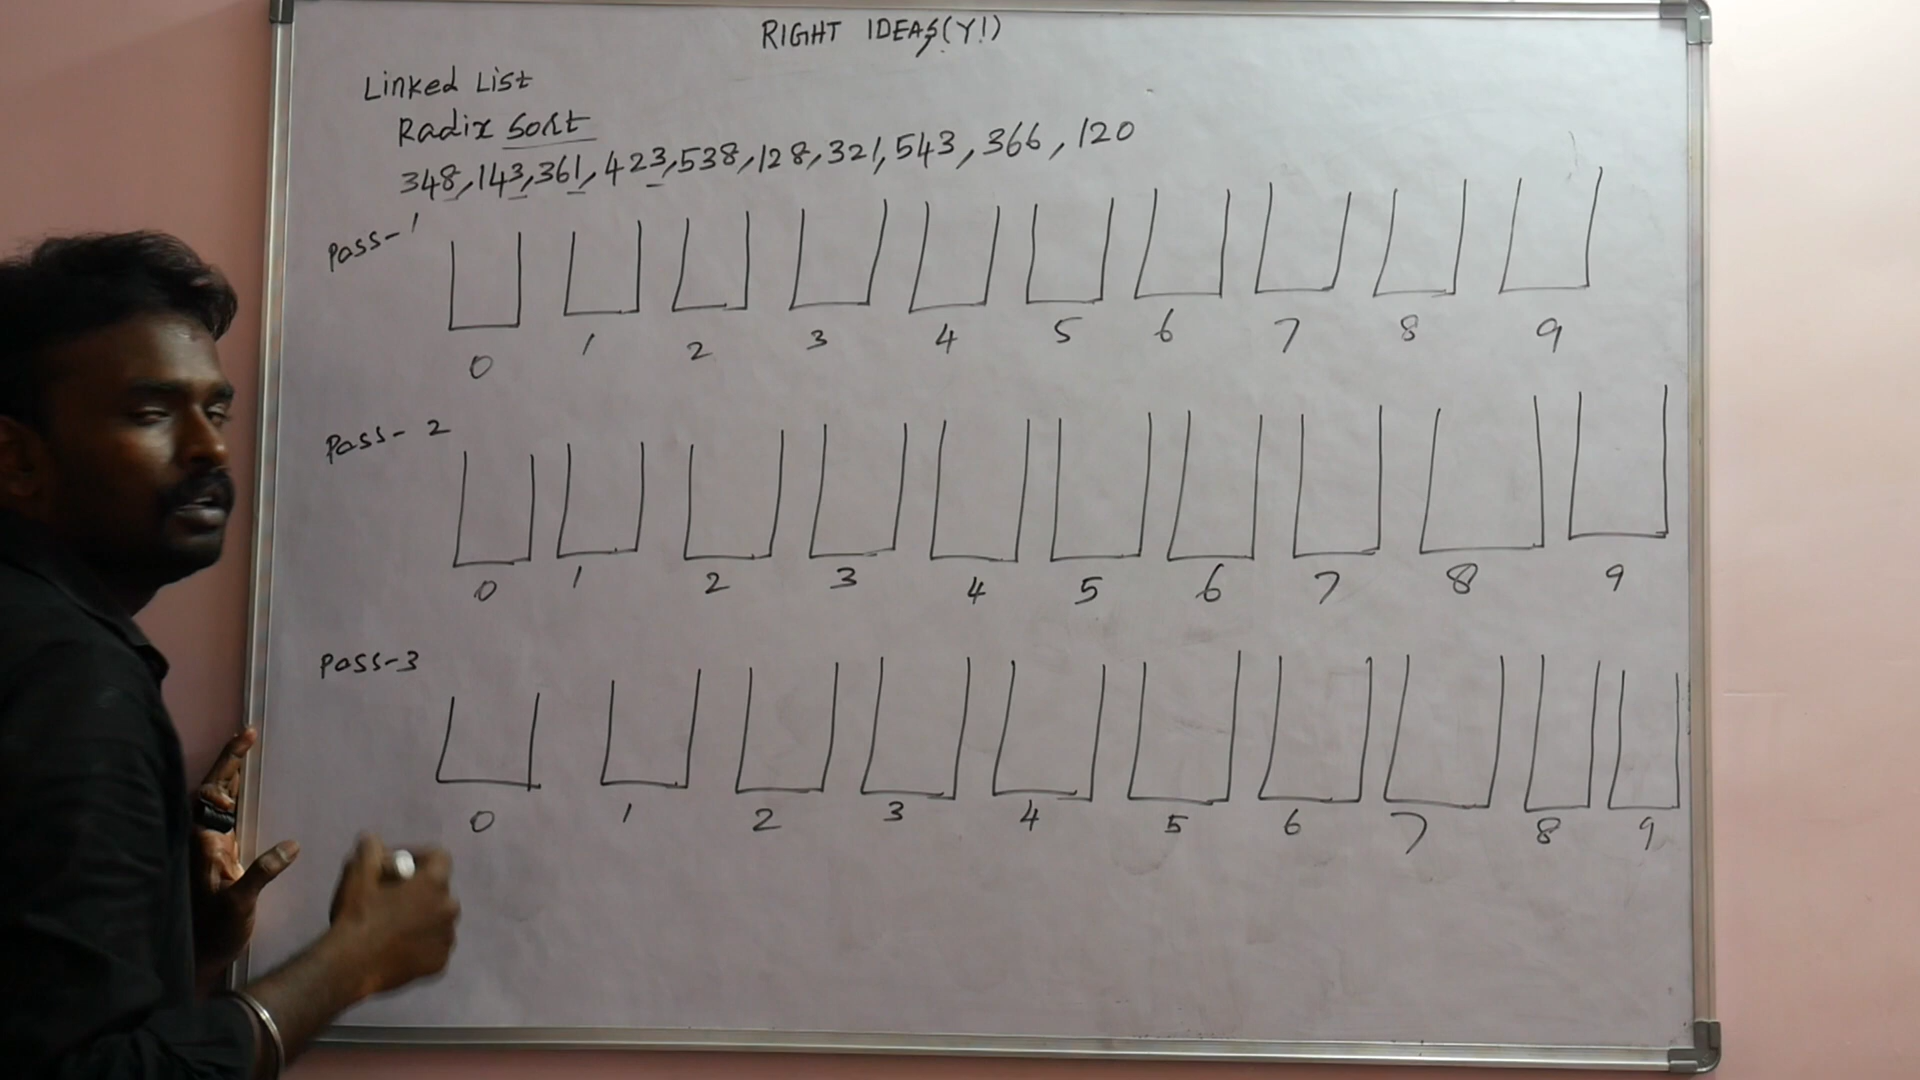 RIGHT IDEAS(Y!)
Linked List
Radix Sort
348,143,361,423,538,128,321,543,366,120
Pass-1
0 1 2 3 4 5 6 7 8 9
Pass-2
0 1 2 3 4 5 6 7 8 9
Pass-3
0 1 2 3 4 5 6 7 8 9